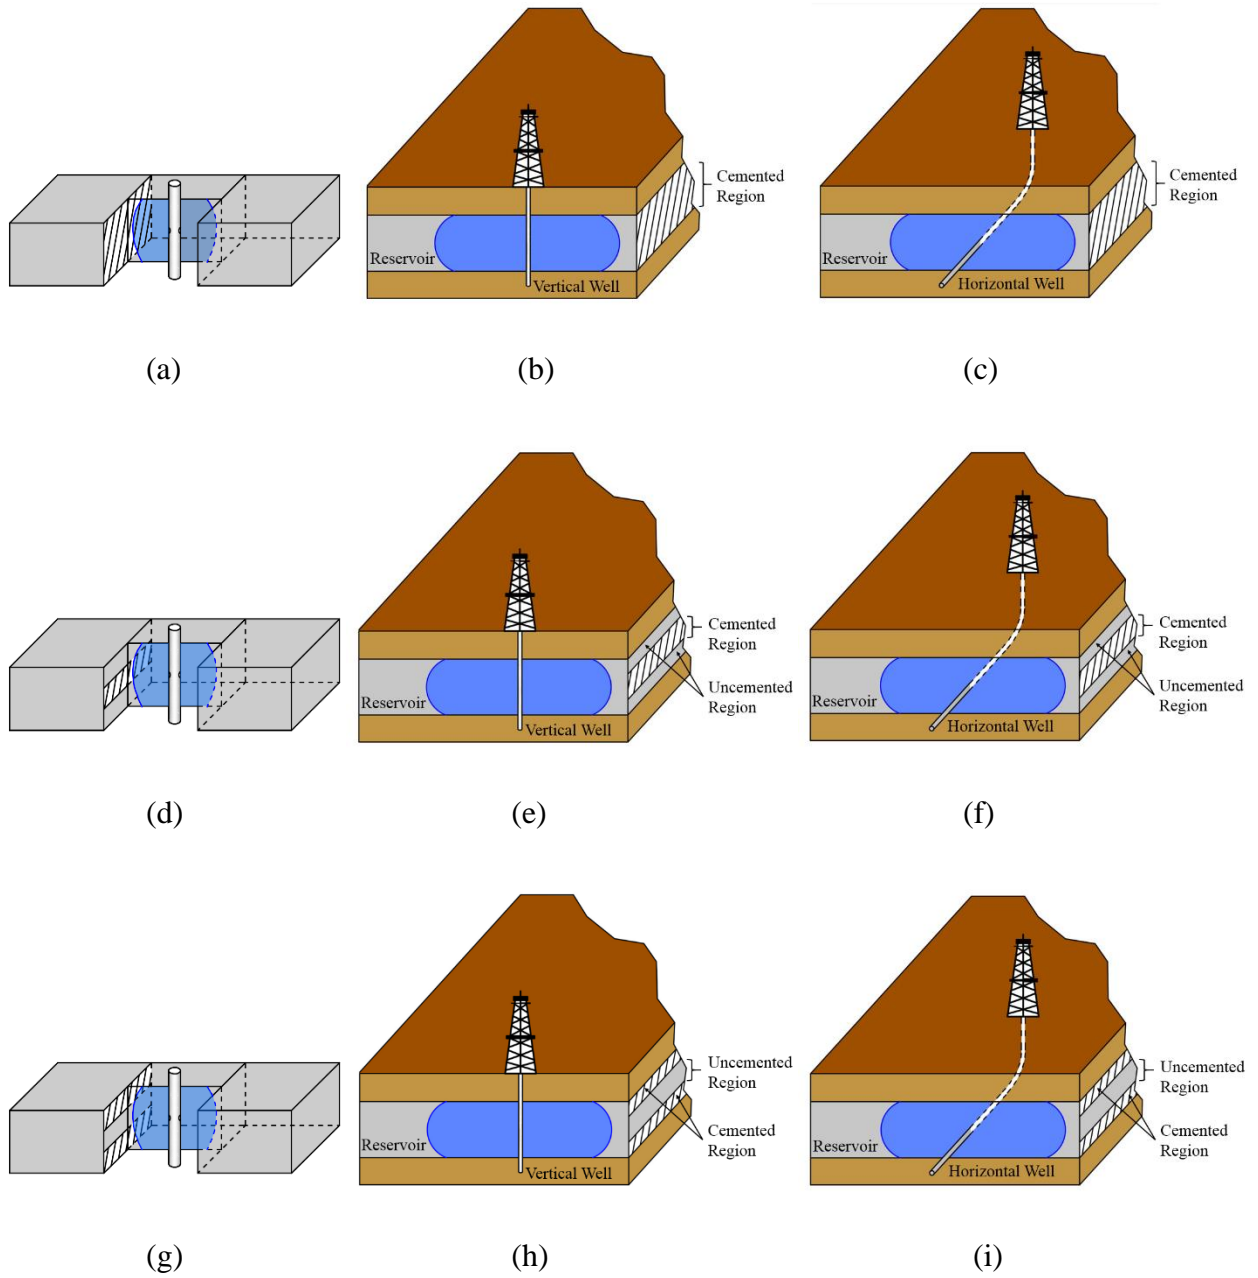 Cemented
Region
Reservoir
Vertical Well
Cemented
Region
Reservoir
Horizontal Well
(a)
(b)
(c)
Cemented
Region
Uncemented
Region
Reservoir
Vertical Well
Cemented
Region
Uncemented
Region
Reservoir
Horizontal Well
(d)
(e)
(f)
Uncemented
Region
Cemented
Region
Reservoir
Vertical Well
Uncemented
Region
Cemented
Region
Reservoir
Horizontal Well
(g)
(h)
(i)